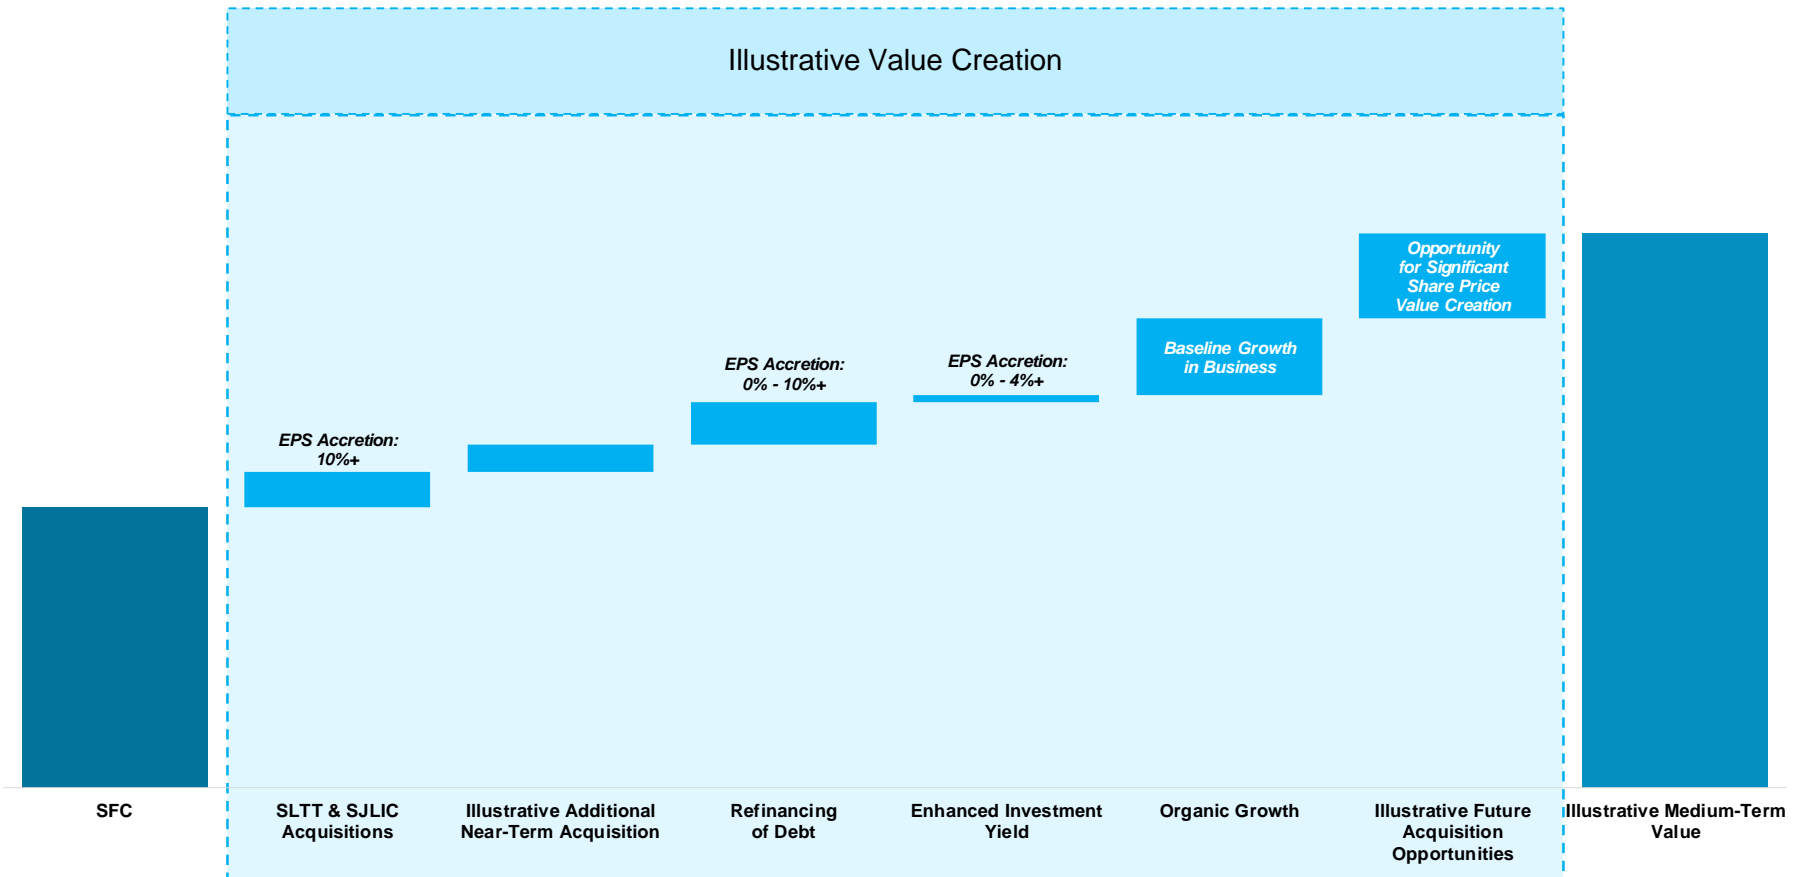 Illustrative Value Creation
Opportunity
for Significant
Share Price
Value Creation
Baseline Growth
in Business
EPS Accretion:
0% - 10%+
EPS Accretion:
0% - 4%+
EPS Accretion:
10%+
SFC
SLTT & SJLIC
Acquisitions
Illustrative Additional
Near-Term Acquisition
Refinancing
of Debt
Enhanced Investment
Yield
Organic Growth
Illustrative Future
Acquisition
Opportunities
Illustrative Medium-Term
Value